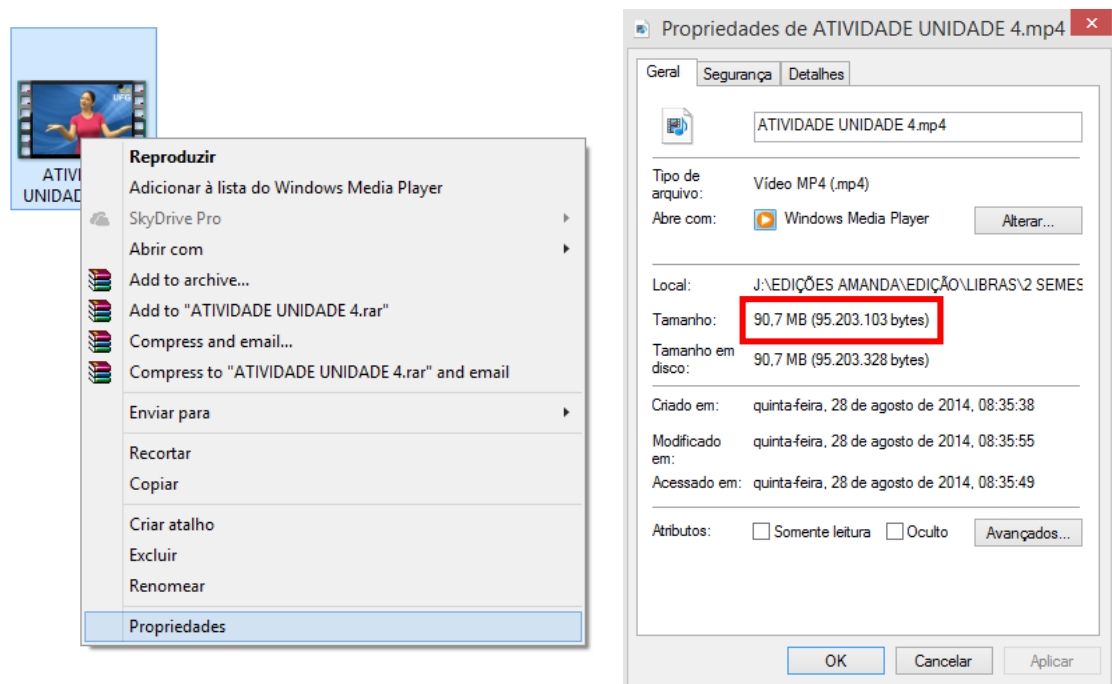 UFG
ATIVI
UNIDAD
Reproduzir
Adicionar à lista do Windows Media Player
SkyDrive Pro
Abrir com
Add to archive...
Add to "ATIVIDADE UNIDADE 4.rar"
Compress and email...
Compress to "ATIVIDADE UNIDADE 4.rar" and email
Enviar para
Recortar
Copiar
Criar atalho
Excluir
Renomear
Propriedades
Propriedades de ATIVIDADE UNIDADE 4.mp4
Geral Segurança Detalhes
ATIVIDADE UNIDADE 4.mp4
Tipo de
arquivo:
Vídeo MP4 (.mp4)
Abre com: Windows Media Player Alterar...
Local: J:\EDIÇÕES AMANDA\EDIÇÃO\LIBRAS\2 SEMES
Tamanho: 90,7 MB (95.203.103 bytes)
Tamanho em
disco:
90,7 MB (95.203.328 bytes)
Criado em: quinta-feira, 28 de agosto de 2014, 08:35:38
Modificado
em:
quinta-feira, 28 de agosto de 2014, 08:35:55
Acessado em: quinta-feira, 28 de agosto de 2014, 08:35:49
Atributos: Somente leitura Oculto Avançados...
OK Cancelar Aplicar